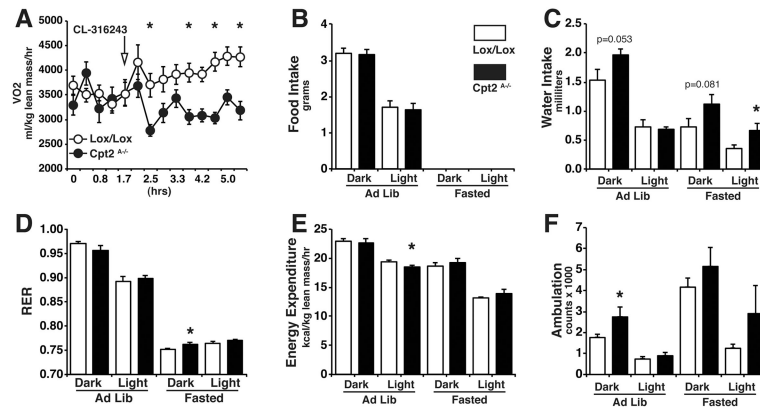 A
CL-316243
* * * *
VO2
ml/kg lean mass/hr
5000
4500
4000
3500
3000
2500
2000
Lox/Lox
Cpt2 A-/-
0 0.8 1.7 2.5 3.3 4.2 5.0
(hrs)
B
Food Intake
grams
4
3
2
1
0
Lox/Lox
Cpt2 A-/-
Dark Light Dark Light
Ad Lib Fasted
C
Water Intake
milliliters
2.5
2.0
1.5
1.0
0.5
0.0
p=0.053
p=0.081
*
Dark Light Dark Light
Ad Lib Fasted
D
RER
1.00
0.95
0.90
0.85
0.80
0.75
0.70
*
Dark Light Dark Light
Ad Lib Fasted
E
Energy Expenditure
kcal/kg lean mass/hr
30
25
20
15
10
5
0
*
Dark Light Dark Light
Ad Lib Fasted
F
Ambulation
counts x 1000
6
5
4
3
2
1
0
*
Dark Light Dark Light
Ad Lib Fasted